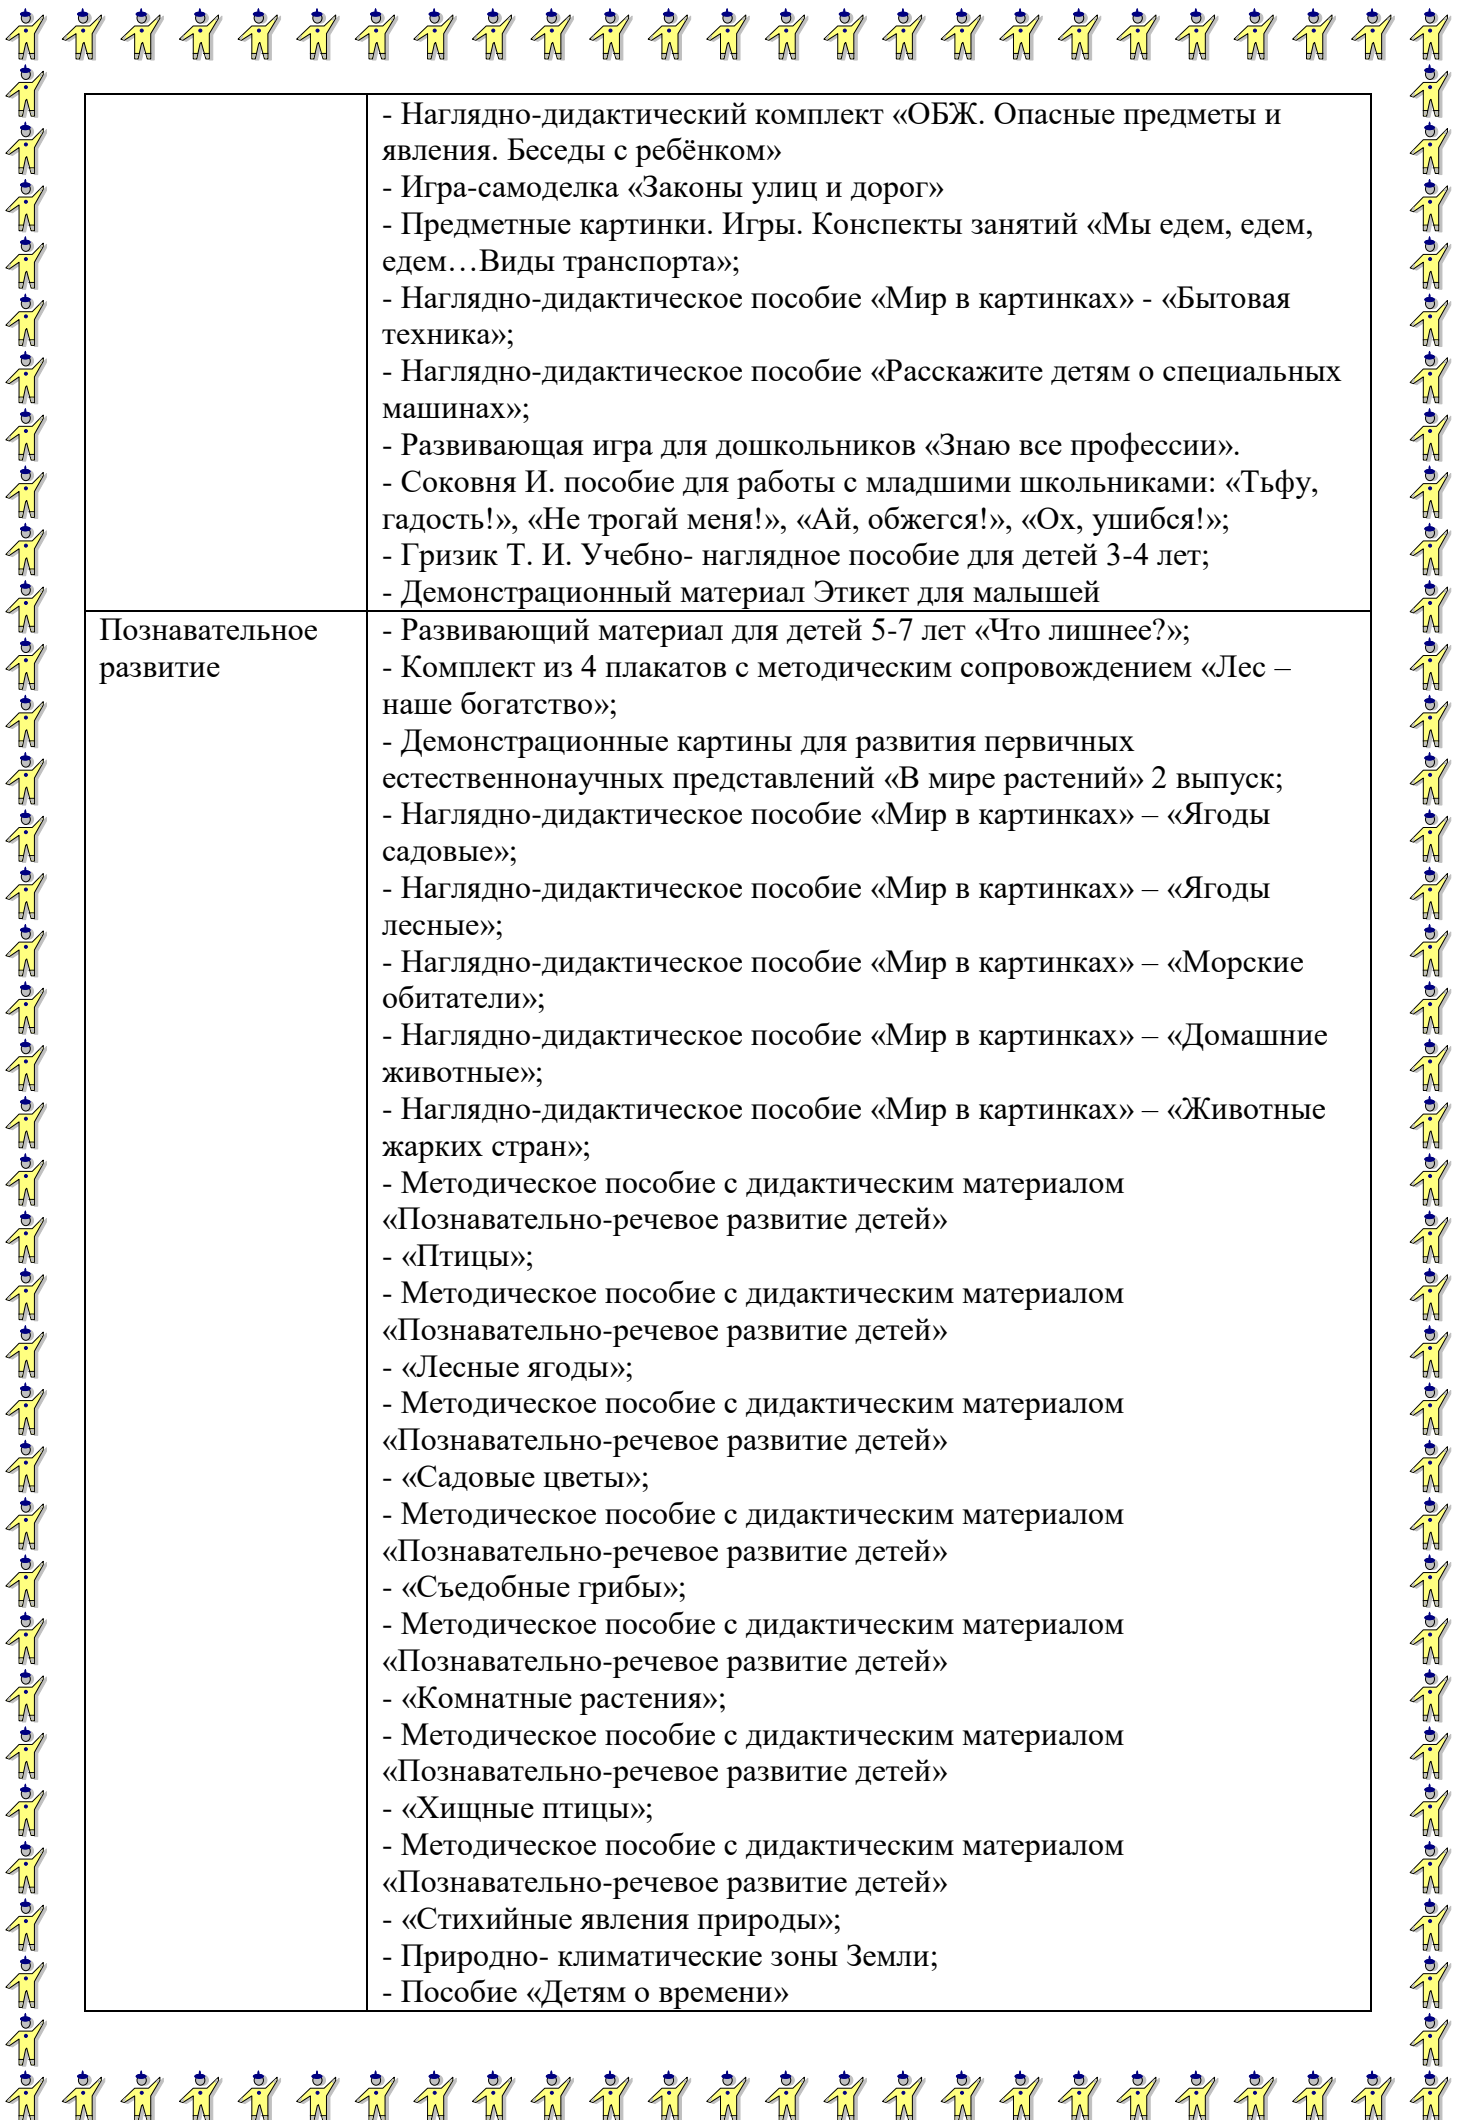 - Наглядно-дидактический комплект «ОБЖ. Опасные предметы и
явления. Беседы с ребёнком»
- Игра-самоделка «Законы улиц и дорог»
- Предметные картинки. Игры. Конспекты занятий «Мы едем, едем,
едем…Виды транспорта»;
- Наглядно-дидактическое пособие «Мир в картинках» - «Бытовая
техника»;
- Наглядно-дидактическое пособие «Расскажите детям о специальных
машинах»;
- Развивающая игра для дошкольников «Знаю все профессии».
- Соковня И. пособие для работы с младшими школьниками: «Тьфу,
гадость!», «Не трогай меня!», «Ай, обжегся!», «Ох, ушибся!»;
- Гризик Т. И. Учебно- наглядное пособие для детей 3-4 лет;
- Демонстрационный материал Этикет для малышей
Познавательное
развитие
- Развивающий материал для детей 5-7 лет «Что лишнее?»;
- Комплект из 4 плакатов с методическим сопровождением «Лес –
наше богатство»;
- Демонстрационные картины для развития первичных
естественнонаучных представлений «В мире растений» 2 выпуск;
- Наглядно-дидактическое пособие «Мир в картинках» – «Ягоды
садовые»;
- Наглядно-дидактическое пособие «Мир в картинках» – «Ягоды
лесные»;
- Наглядно-дидактическое пособие «Мир в картинках» – «Морские
обитатели»;
- Наглядно-дидактическое пособие «Мир в картинках» – «Домашние
животные»;
- Наглядно-дидактическое пособие «Мир в картинках» – «Животные
жарких стран»;
- Методическое пособие с дидактическим материалом
«Познавательно-речевое развитие детей»
- «Птицы»;
- Методическое пособие с дидактическим материалом
«Познавательно-речевое развитие детей»
- «Лесные ягоды»;
- Методическое пособие с дидактическим материалом
«Познавательно-речевое развитие детей»
- «Садовые цветы»;
- Методическое пособие с дидактическим материалом
«Познавательно-речевое развитие детей»
- «Съедобные грибы»;
- Методическое пособие с дидактическим материалом
«Познавательно-речевое развитие детей»
- «Комнатные растения»;
- Методическое пособие с дидактическим материалом
«Познавательно-речевое развитие детей»
- «Хищные птицы»;
- Методическое пособие с дидактическим материалом
«Познавательно-речевое развитие детей»
- «Стихийные явления природы»;
- Природно- климатические зоны Земли;
- Пособие «Детям о времени»